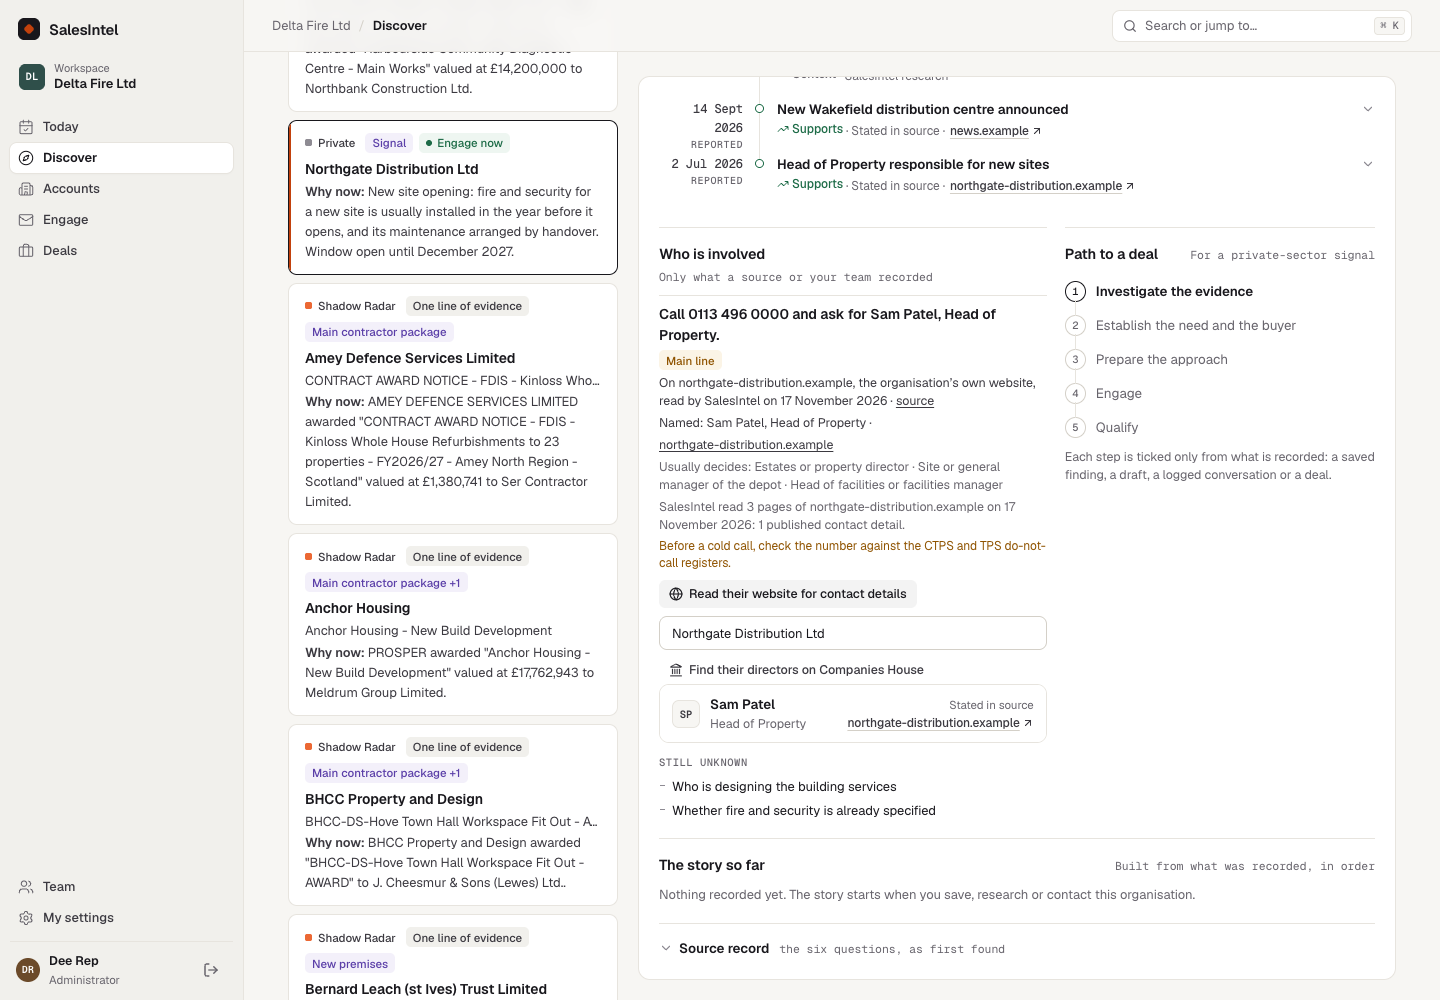 SalesIntel
DL
Workspace
Delta Fire Ltd
Today
Discover
Accounts
Engage
Deals
Team
My settings
DR
Dee Rep
Administrator
Delta Fire Ltd / Discover
Search or jump to...
⌘ K
Centre - Main Works" valued at £14,200,000 to
Northbank Construction Ltd.
Private
Signal
Engage now
Northgate Distribution Ltd
Why now: New site opening: fire and security for
a new site is usually installed in the year before it
opens, and its maintenance arranged by handover.
Window open until December 2027.
Shadow Radar
One line of evidence
Main contractor package
Amey Defence Services Limited
CONTRACT AWARD NOTICE - FDIS - Kinloss Who...
Why now: AMEY DEFENCE SERVICES LIMITED
awarded "CONTRACT AWARD NOTICE - FDIS -
Kinloss Whole House Refurbishments to 23
properties - FY2026/27 - Amey North Region -
Scotland" valued at £1,380,741 to Ser Contractor
Limited.
Shadow Radar
One line of evidence
Main contractor package +1
Anchor Housing
Anchor Housing - New Build Development
Why now: PROSPER awarded "Anchor Housing -
New Build Development" valued at £17,762,943 to
Meldrum Group Limited.
Shadow Radar
One line of evidence
Main contractor package +1
BHCC Property and Design
BHCC-DS-Hove Town Hall Workspace Fit Out - A...
Why now: BHCC Property and Design awarded
"BHCC-DS-Hove Town Hall Workspace Fit Out -
AWARD" to J. Cheesmur & Sons (Lewes) Ltd..
Shadow Radar
One line of evidence
New premises
Bernard Leach (st Ives) Trust Limited
14 Sept
2026
REPORTED
New Wakefield distribution centre announced
Supports · Stated in source · news.example
2 Jul 2026
REPORTED
Head of Property responsible for new sites
Supports · Stated in source · northgate-distribution.example
Who is involved
Only what a source or your team recorded
Call 0113 496 0000 and ask for Sam Patel, Head of
Property.
Main line
On northgate-distribution.example, the organisation's own website,
read by SalesIntel on 17 November 2026 · source
Named: Sam Patel, Head of Property ·
northgate-distribution.example
Usually decides: Estates or property director · Site or general
manager of the depot · Head of facilities or facilities manager
SalesIntel read 3 pages of northgate-distribution.example on 17
November 2026: 1 published contact detail.
Before a cold call, check the number against the CTPS and TPS do-not-
call registers.
Read their website for contact details
Northgate Distribution Ltd
Find their directors on Companies House
SP
Sam Patel
Head of Property
Stated in source
northgate-distribution.example
STILL UNKNOWN
– Who is designing the building services
– Whether fire and security is already specified
Path to a deal
For a private-sector signal
1 Investigate the evidence
2 Establish the need and the buyer
3 Prepare the approach
4 Engage
5 Qualify
Each step is ticked only from what is recorded: a saved
finding, a draft, a logged conversation or a deal.
The story so far
Built from what was recorded, in order
Nothing recorded yet. The story starts when you save, research or contact this organisation.
Source record
the six questions, as first found